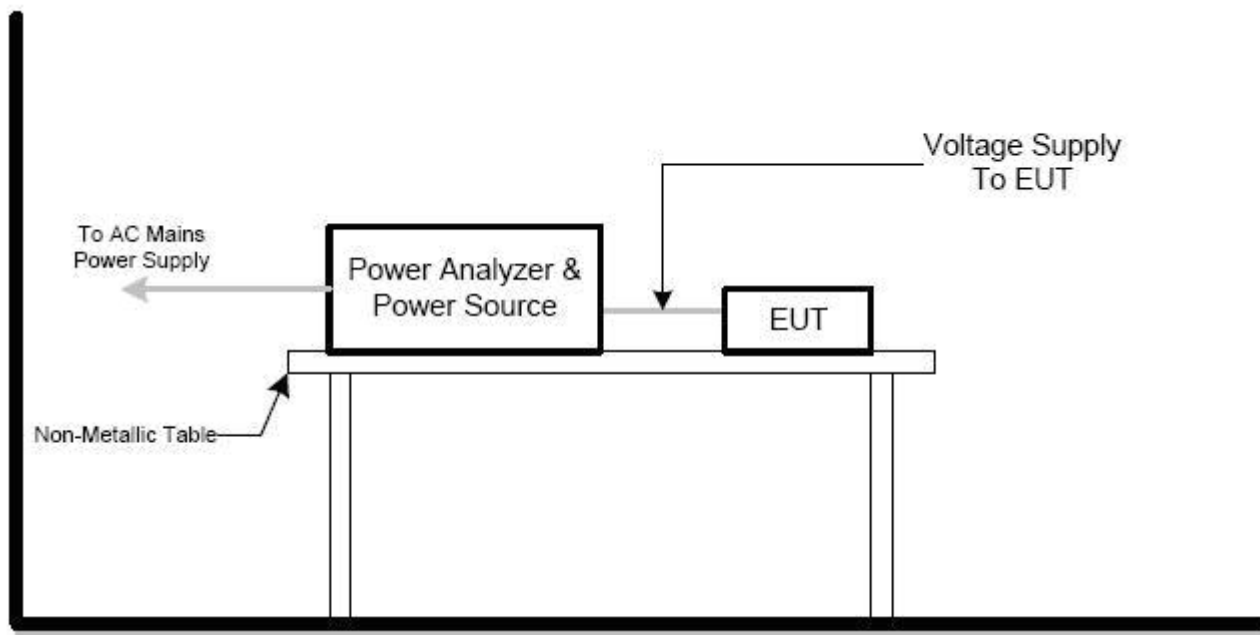 Voltage Supply
To EUT
To AC Mains
Power Supply
Power Analyzer &
Power Source
EUT
Non-Metallic Table